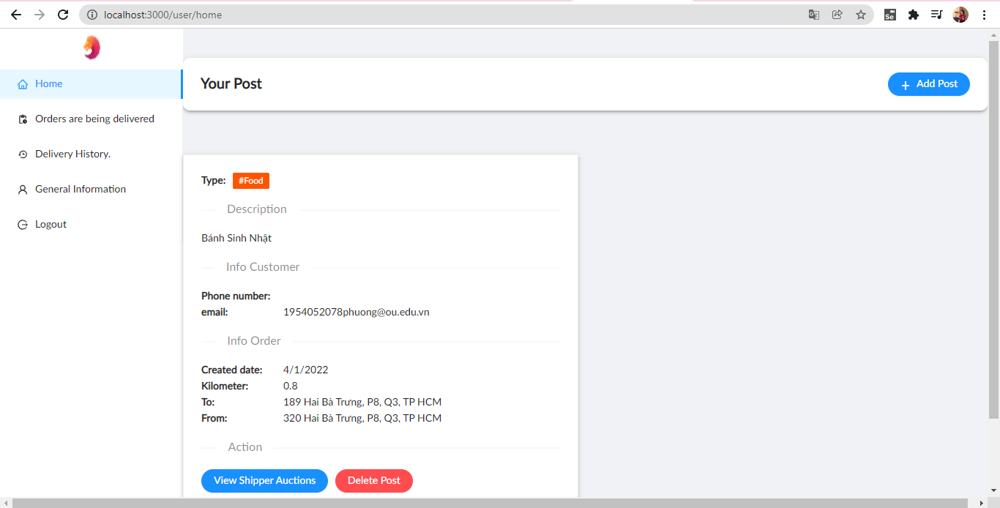 localhost:3000/user/home
Se
Home
Orders are being delivered
Delivery History.
General Information
Logout
Your Post
+ Add Post
Type: #Food
Description
Bánh Sinh Nhật
Info Customer
Phone number:
email: 1954052078phuong@ou.edu.vn
Info Order
Created date: 4/1/2022
Kilometer: 0.8
To: 189 Hai Bà Trưng, P8, Q3, TP HCM
From: 320 Hai Bà Trưng, P8, Q3, TP HCM
Action
View Shipper Auctions Delete Post